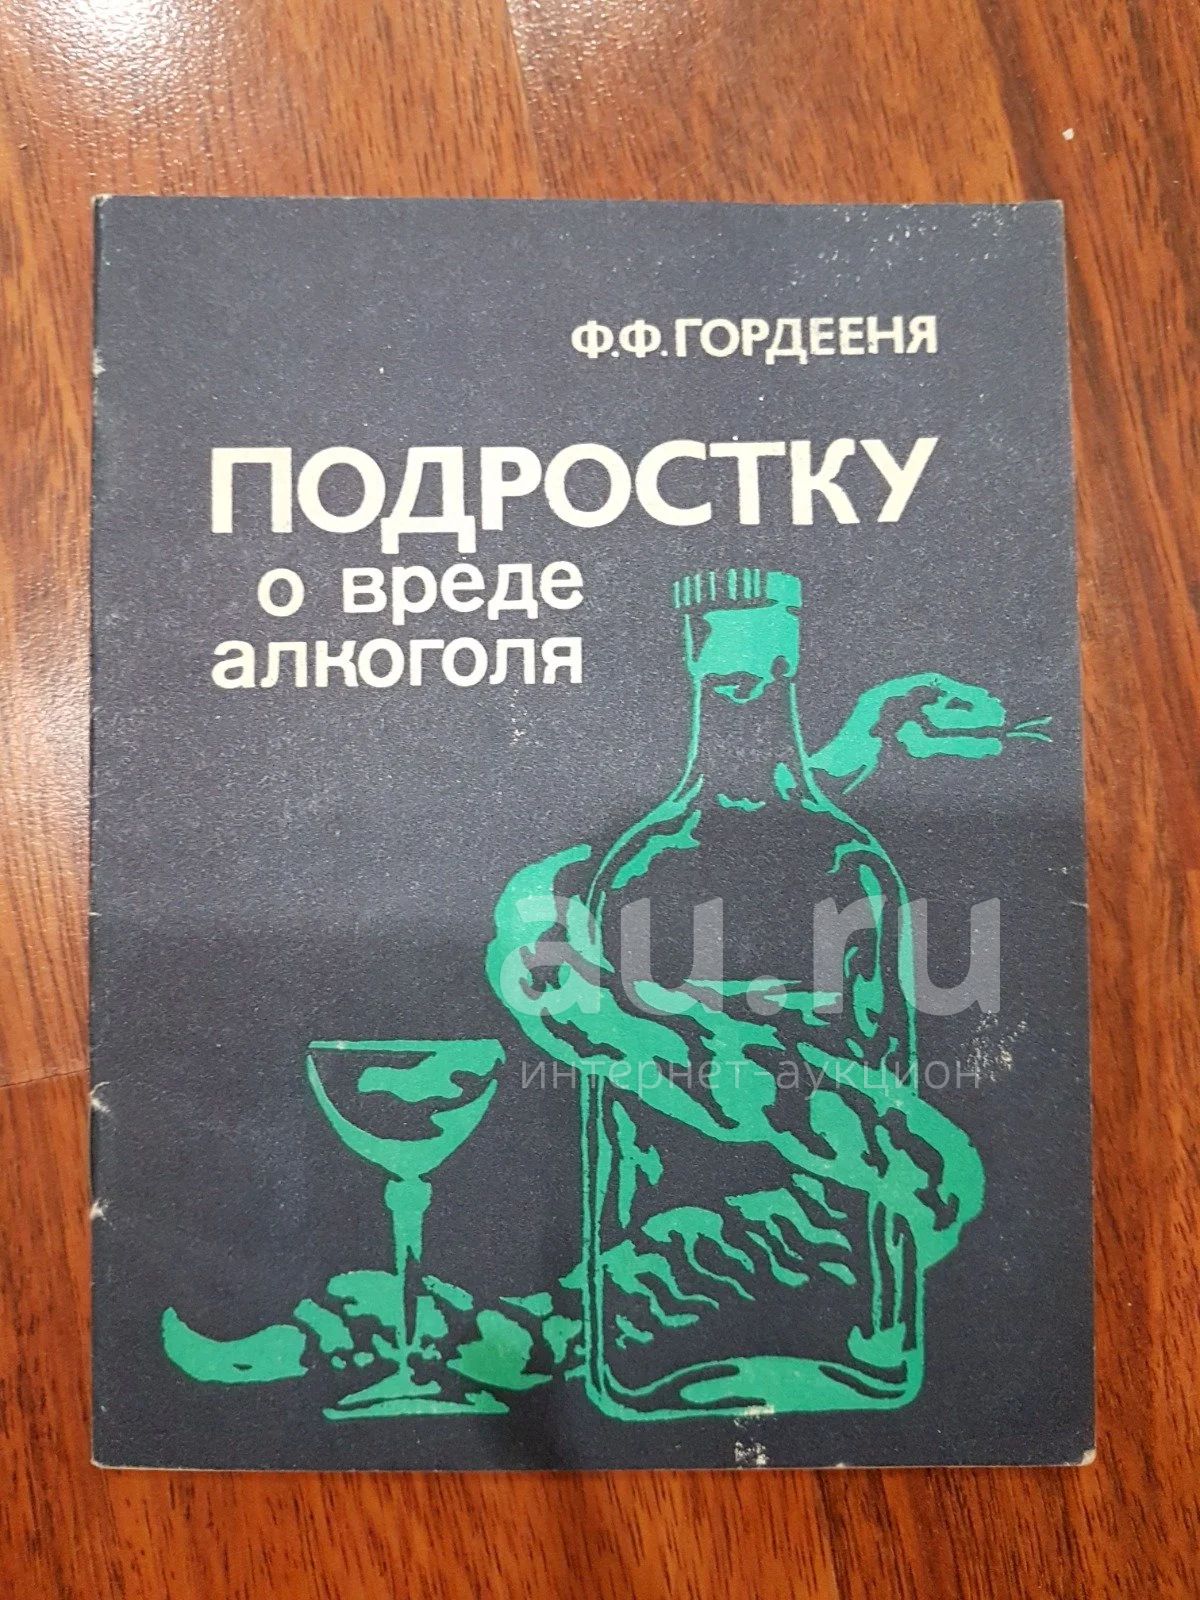 Ф.Ф. ГОРДЕЕНЯ
ПОДРОСТКУ
о вреде
алкоголя
au.ru
интернет-аукцион